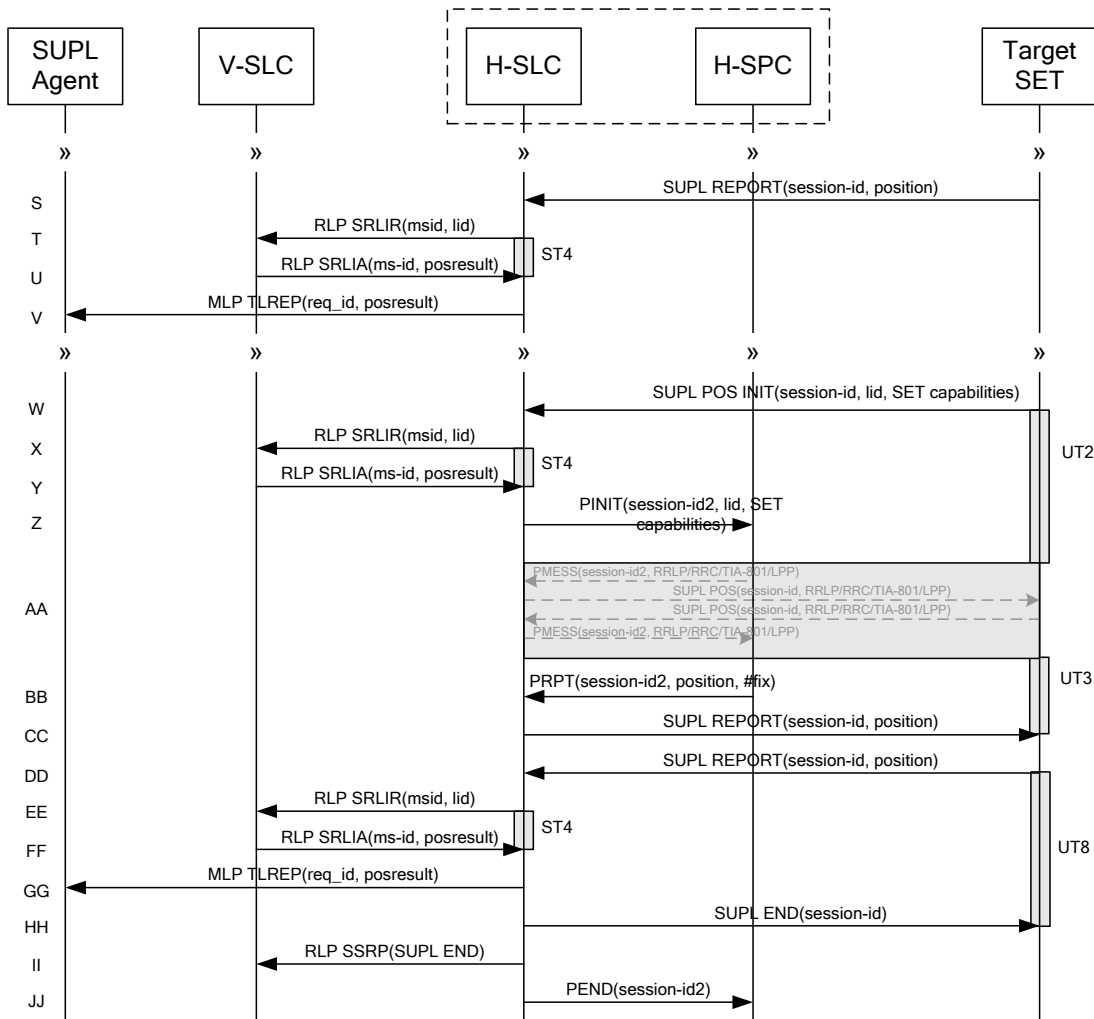 SUPL
Agent
V-SLC
H-SLC
H-SPC
Target
SET
» » » » »
S
SUPL REPORT(session-id, position)
T
RLP SRLIR(msid, lid)
ST4
U
RLP SRLIA(ms-id, posresult)
V
MLP TLREP(req_id, posresult)
» » » » »
W
SUPL POS INIT(session-id, lid, SET capabilities)
X
RLP SRLIR(msid, lid)
ST4
UT2
Y
RLP SRLIA(ms-id, posresult)
Z
PINIT(session-id2, lid, SET
capabilities)
PMESS(session-id2, RRLP/RRC/TIA-801/LPP)
SUPL POS(session-id, RRLP/RRC/TIA-801/LPP)
AA
SUPL POS(session-id, RRLP/RRC/TIA-801/LPP)
PMESS(session-id2, RRLP/RRC/TIA-801/LPP)
UT3
BB
PRPT(session-id2, position, #fix)
CC
SUPL REPORT(session-id, position)
DD
SUPL REPORT(session-id, position)
EE
RLP SRLIR(msid, lid)
ST4
FF
RLP SRLIA(ms-id, posresult)
UT8
GG
MLP TLREP(req_id, posresult)
HH
SUPL END(session-id)
II
RLP SSRP(SUPL END)
JJ
PEND(session-id2)